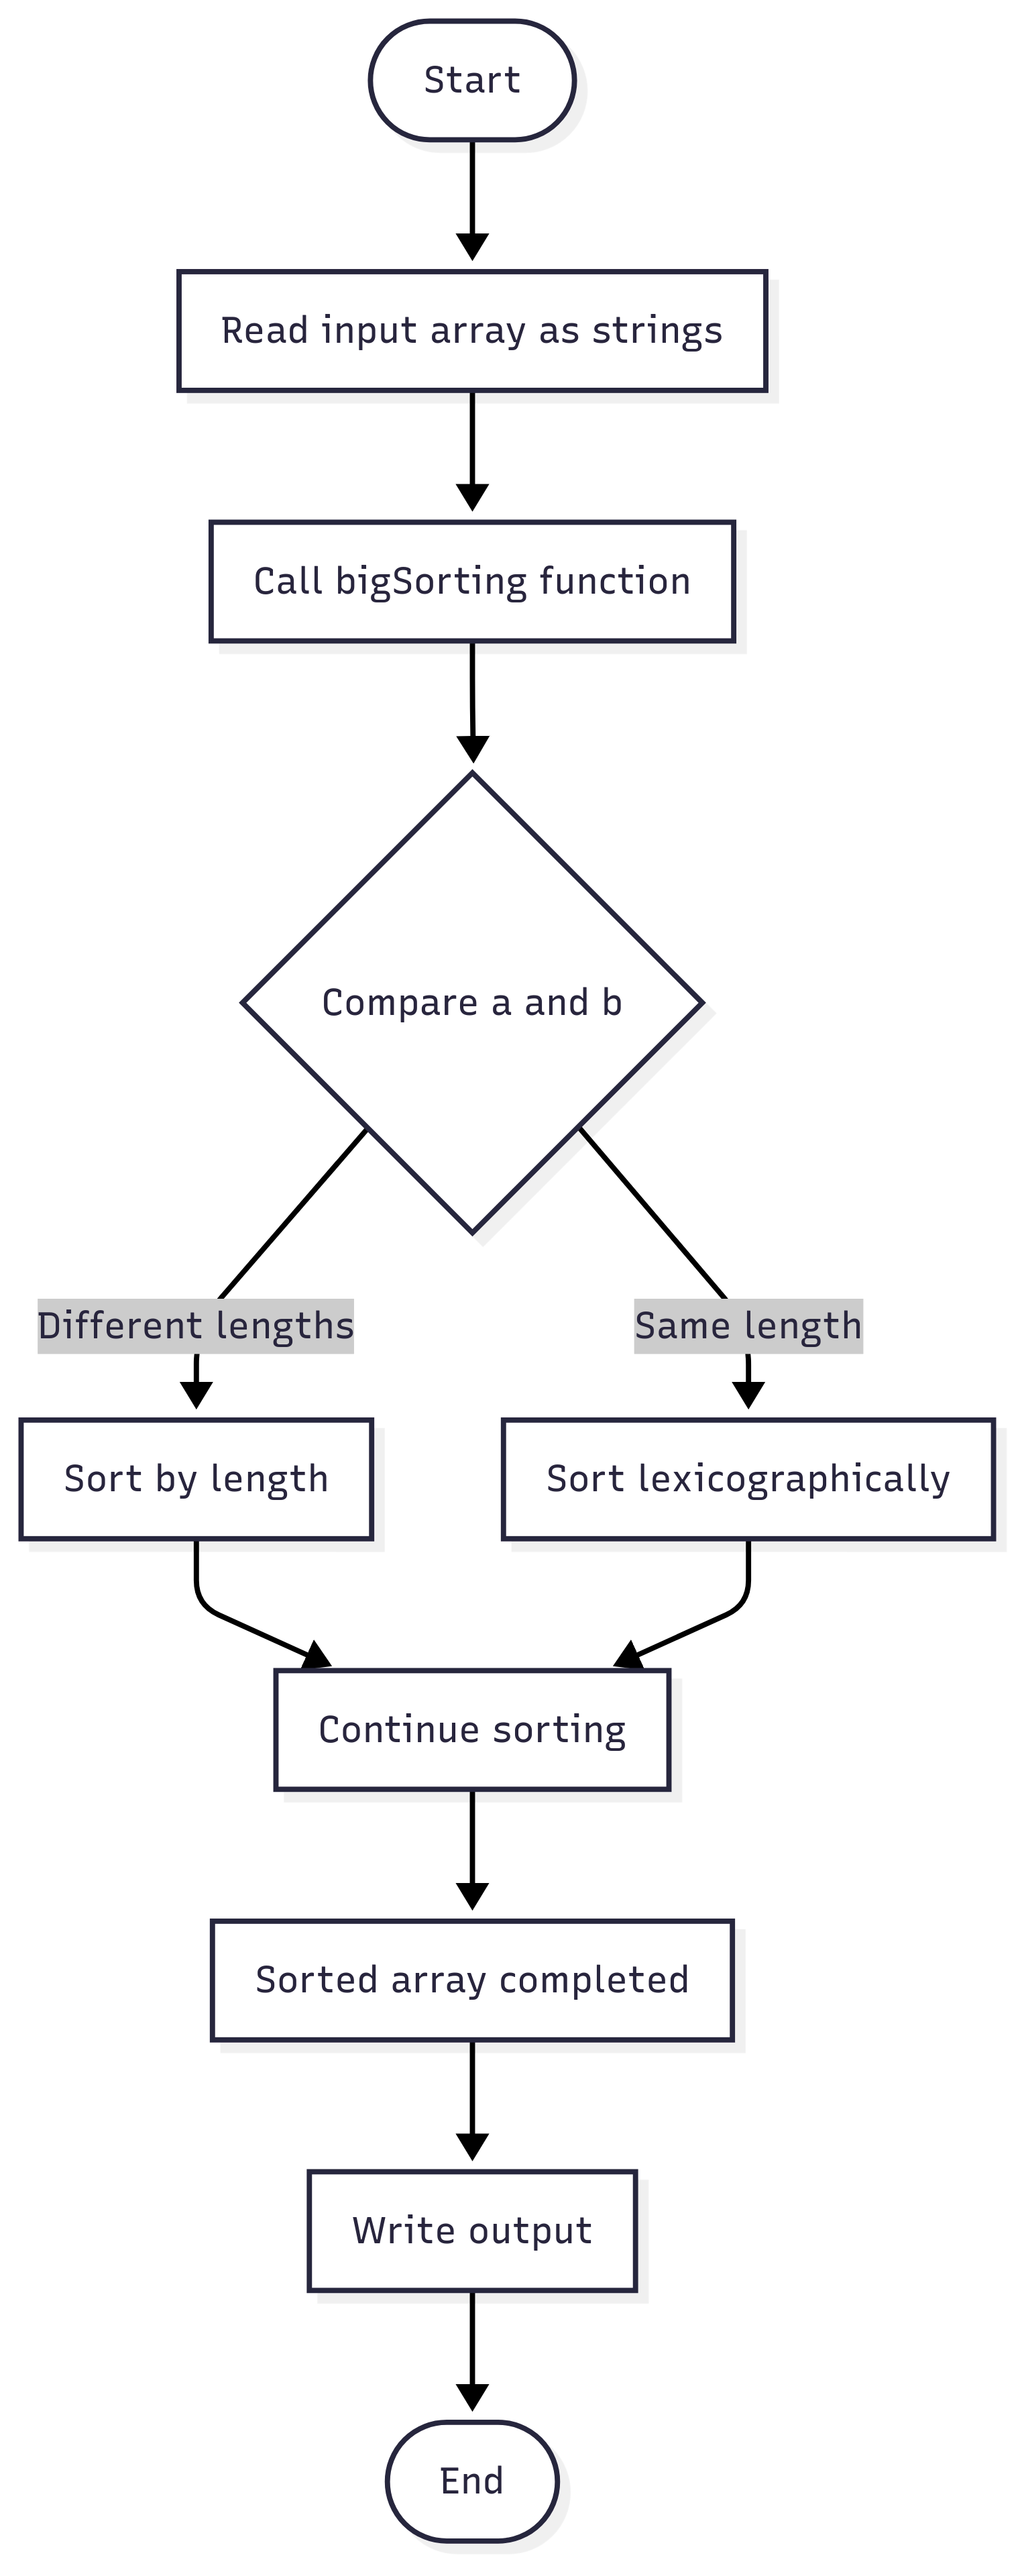 Start
Read input array as strings
Call bigSorting function
Compare a and b
Different lengths
Same length
Sort by length
Sort lexicographically
Continue sorting
Sorted array completed
Write output
End